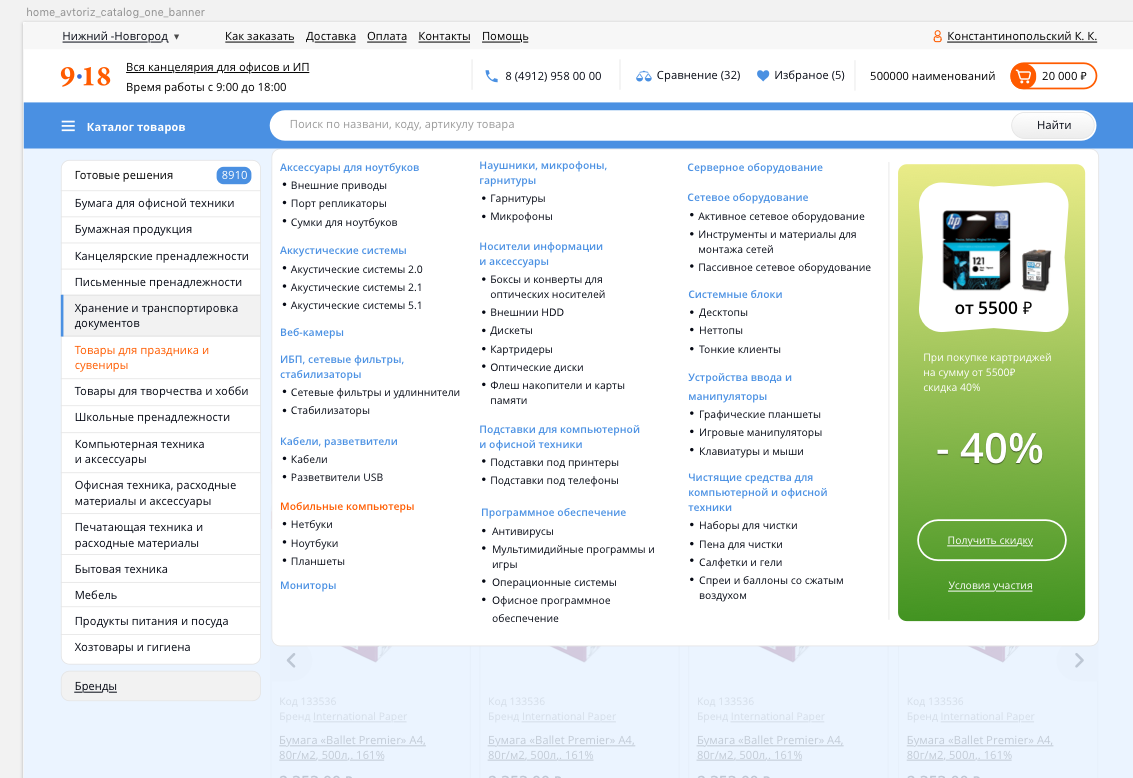 home_avtoriz_catalog_one_banner
Нижний -Новгород ▾
Как заказать Доставка Оплата Контакты Помощь
Константинопольский К. К.
9·18
Вся канцелярия для офисов и ИП
Время работы с 9:00 до 18:00
8 (4912) 958 00 00
Сравнение (32)
Избраное (5)
500000 наименований
20 000 ₽
Каталог товаров
Поиск по названи, коду, артикулу товара
Найти
Готовые решения 8910
Бумага для офисной техники
Бумажная продукция
Канцелярские пренадлежности
Письменные пренадлежности
Хранение и транспортировка
документов
Товары для праздника и
сувениры
Товары для творчества и хобби
Школьные пренадлежности
Компьютерная техника
и аксессуары
Офисная техника, расходные
материалы и аксессуары
Печатающая техника и
расходные материалы
Бытовая техника
Мебель
Продукты питания и посуда
Хозтовары и гигиена
Бренды
Аксессуары для ноутбуков
• Внешние приводы
• Порт репликаторы
• Сумки для ноутбуков
Аккустические системы
• Акустические системы 2.0
• Акустические системы 2.1
• Акустические системы 5.1
Веб-камеры
ИБП, сетевые фильтры,
стабилизаторы
• Сетевые фильтры и удлиннители
• Стабилизаторы
Кабели, разветвители
• Кабели
• Разветвители USB
Мобильные компьютеры
• Нетбуки
• Ноутбуки
• Планшеты
Мониторы
Наушники, микрофоны,
гарнитуры
• Гарнитуры
• Микрофоны
Носители информации
и аксессуары
• Боксы и конверты для
оптических носителей
• Внешнии HDD
• Дискеты
• Картридеры
• Оптические диски
• Флеш накопители и карты
памяти
Подставки для компьютерной
и офисной техники
• Подставки под принтеры
• Подставки под телефоны
Программное обеспечение
• Антивирусы
• Мультимидийные программы и
игры
• Операционные системы
• Офисное программное
обеспечение
Серверное оборудование
Сетевое оборудование
• Активное сетевое оборудование
• Инструменты и материалы для
монтажа сетей
• Пассивное сетевое оборудование
Системные блоки
• Десктопы
• Неттопы
• Тонкие клиенты
Устройства ввода и
манипуляторы
• Графические планшеты
• Игровые манипуляторы
• Клавиатуры и мыши
Чистящие средства для
компьютерной и офисной
техники
• Наборы для чистки
• Пена для чистки
• Салфетки и гели
• Спреи и баллоны со сжатым
воздухом
hp
121
от 5500 ₽
При покупке картриджей
на сумму от 5500₽
скидка 40%
- 40%
Получить скидку
Условия участия
Код 133536
Бренд International Paper
Бумага «Ballet Premier» А4,
80г/м2, 500л., 161%
Код 133536
Бренд International Paper
Бумага «Ballet Premier» А4,
80г/м2, 500л., 161%
Код 133536
Бренд International Paper
Бумага «Ballet Premier» А4,
80г/м2, 500л., 161%
Код 133536
Бренд International Paper
Бумага «Ballet Premier» А4,
80г/м2, 500л., 161%